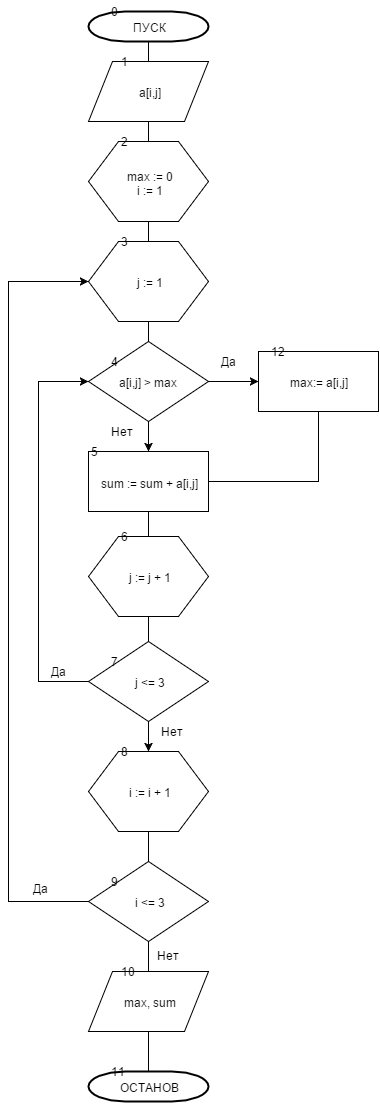 0
ПУСК
1
a[i,j]
2
max := 0
i := 1
3
j := 1
4
a[i,j] > max
Да
12
max:= a[i,j]
Нет
5
sum := sum + a[i,j]
6
j := j + 1
7
j <= 3
Да
Нет
8
i := i + 1
9
i <= 3
Да
Нет
10
max, sum
11
ОСТАНОВ